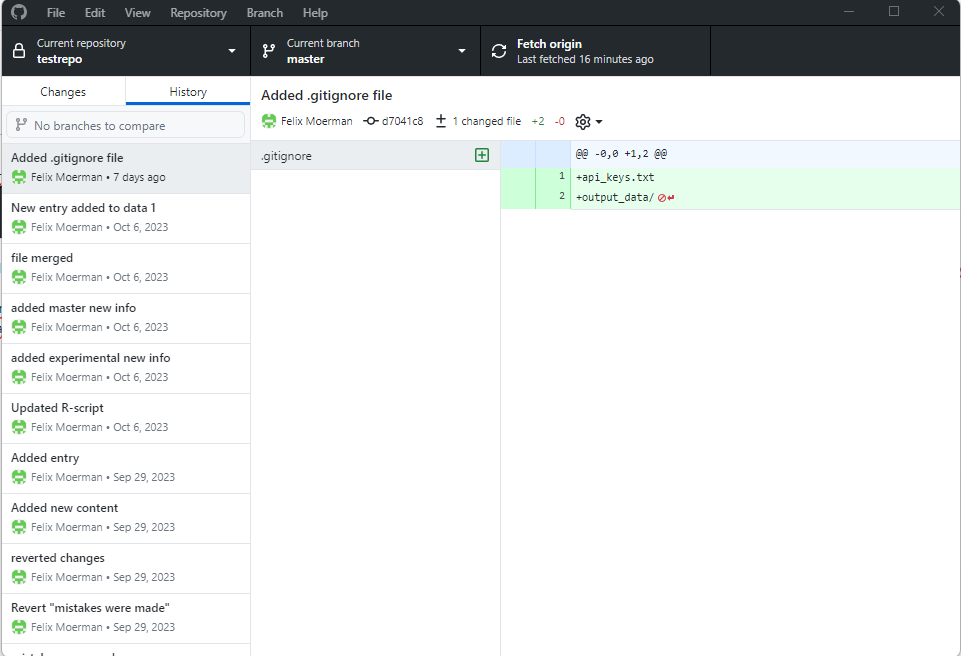 File Edit View Repository Branch Help
Current repository
testrepo
Current branch
master
Fetch origin
Last fetched 16 minutes ago
Changes History
No branches to compare
Added .gitignore file
Felix Moerman • 7 days ago
New entry added to data 1
Felix Moerman • Oct 6, 2023
file merged
Felix Moerman • Oct 6, 2023
added master new info
Felix Moerman • Oct 6, 2023
added experimental new info
Felix Moerman • Oct 6, 2023
Updated R-script
Felix Moerman • Oct 6, 2023
Added entry
Felix Moerman • Sep 29, 2023
Added new content
Felix Moerman • Sep 29, 2023
reverted changes
Felix Moerman • Sep 29, 2023
Revert "mistakes were made"
Felix Moerman • Sep 29, 2023
Added .gitignore file
Felix Moerman d7041c8 1 changed file +2 -0
.gitignore
@@ -0,0 +1,2 @@
1 +api_keys.txt
2 +output_data/